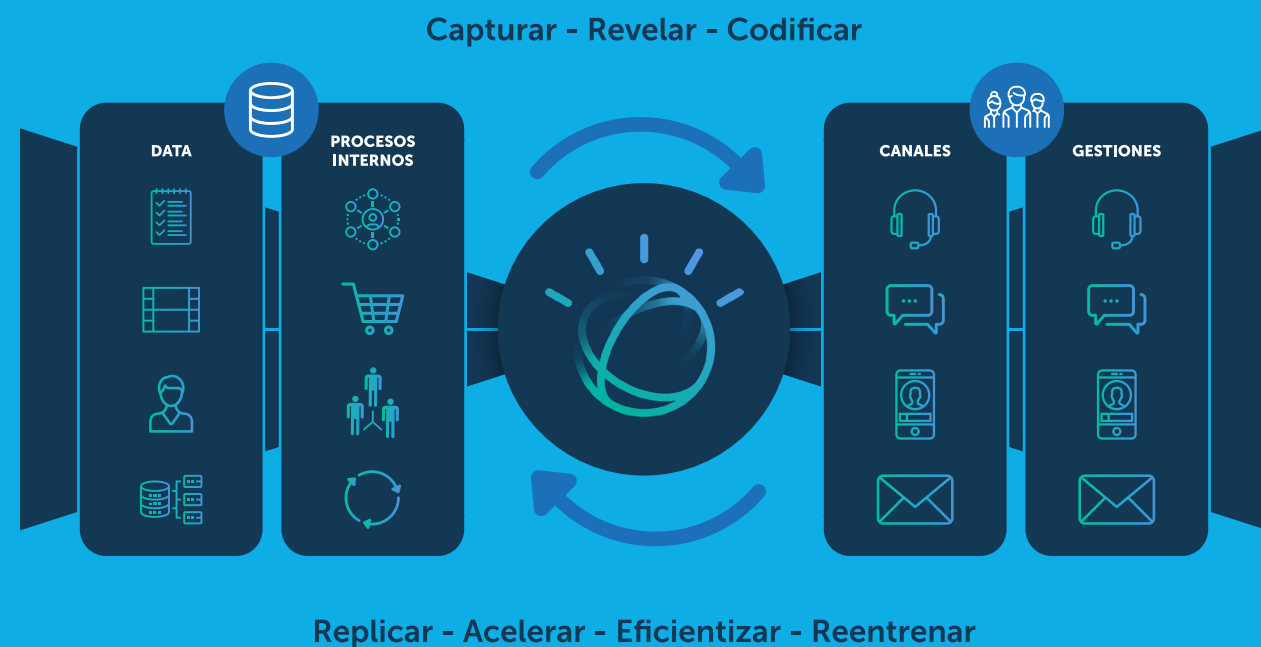 Capturar - Revelar - Codificar
DATA
PROCESOS
INTERNOS
CANALES
GESTIONES
Replicar - Acelerar - Eficientizar - Reentrenar